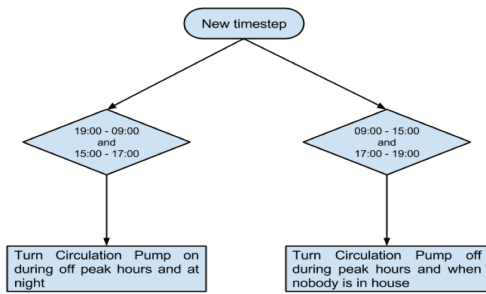 New timestep
19:00 - 09:00
and
15:00 - 17:00
09:00 - 15:00
and
17:00 - 19:00
Turn Circulation Pump on
during off peak hours and at
night
Turn Circulation Pump off
during peak hours and when
nobody is in house